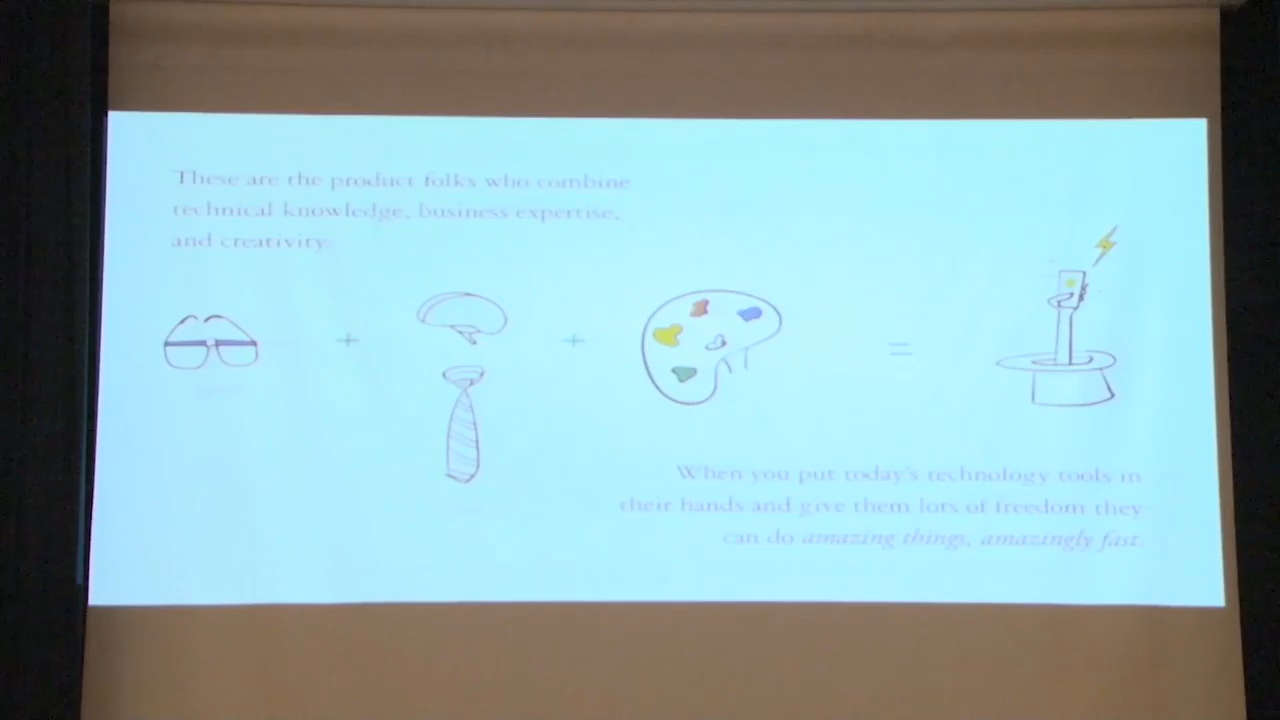 These are the product folks who combine
technical knowledge, business expertise,
and creativity.
+
+
=
When you put today's technology tools in
their hands and give them lots of freedom they
can do amazing things, amazingly fast.